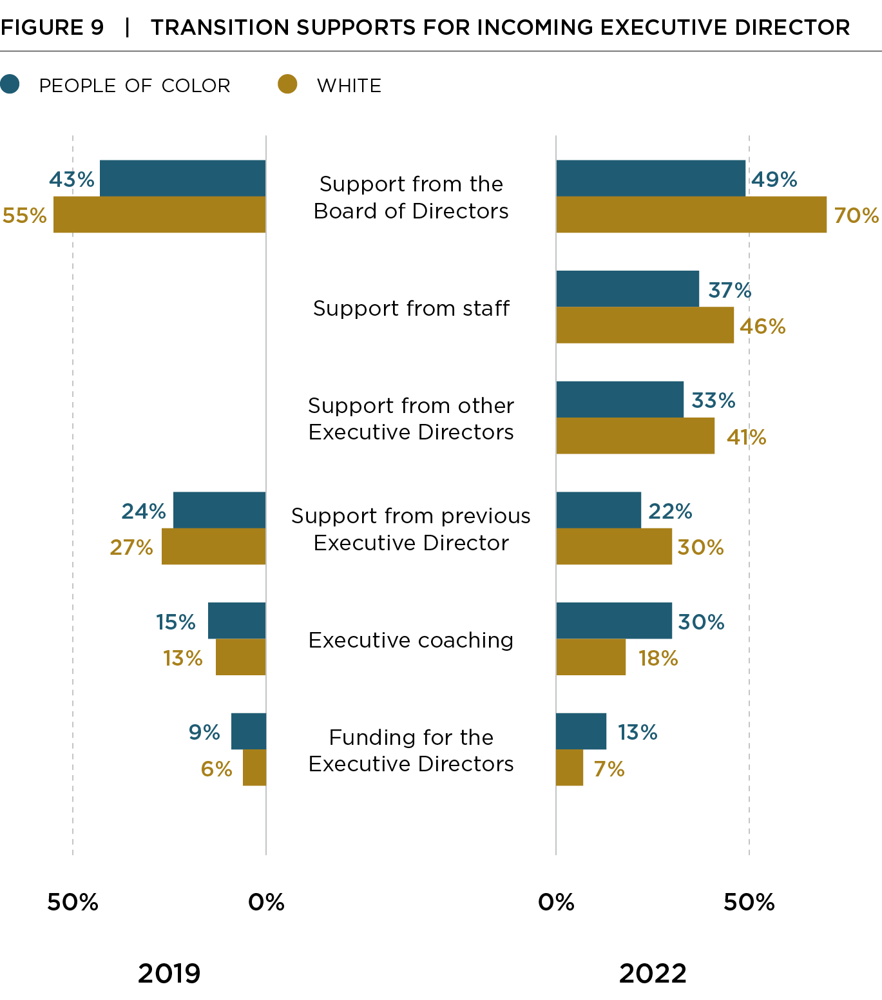 FIGURE 9 | TRANSITION SUPPORTS FOR INCOMING EXECUTIVE DIRECTOR
PEOPLE OF COLOR WHITE
43%
55%
Support from the
Board of Directors
49%
70%
Support from staff
37%
46%
Support from other
Executive Directors
33%
41%
24%
27%
Support from previous
Executive Director
22%
30%
15%
13%
Executive coaching
30%
18%
9%
6%
Funding for the
Executive Directors
13%
7%
50% 0% 0% 50%
2019 2022